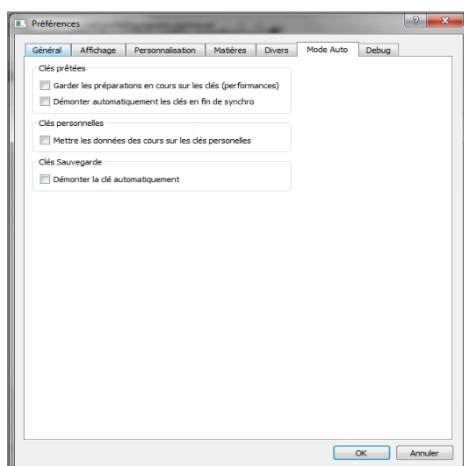 Préférences
Général Affichage Personnalisation Matières Divers Mode Auto Debug
Clés prêtées
Garder les préparations en cours sur les clés (performances)
Démonter automatiquement les clés en fin de synchro
Clés personnelles
Mettre les données des cours sur les clés personelles
Clés Sauvegarde
Démonter la clé automatiquement
OK Annuler